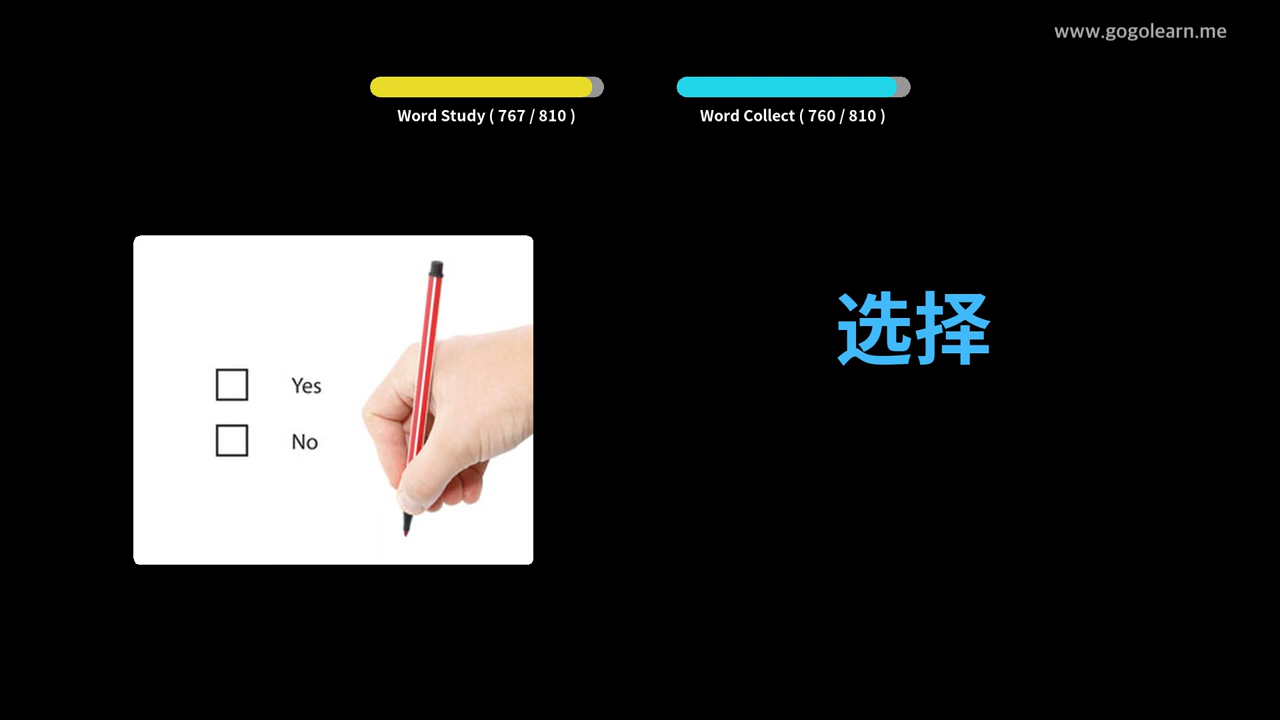 www.gogolearn.me
Word Study ( 767 / 810 )
Word Collect ( 760 / 810 )
选择
Yes
No